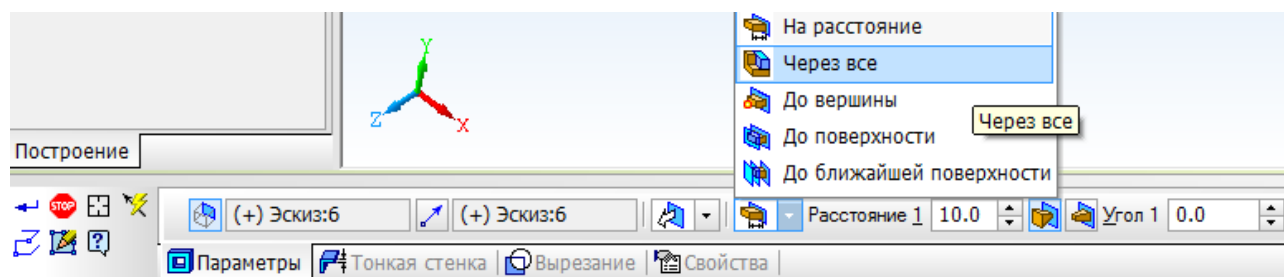 На расстояние
Y
Через все
До вершины
Z
X
Через все
До поверхности
Построение
До ближайшей поверхности
STOP
(+) Эскиз:6
(+) Эскиз:6
Расстояние 1
10.0
Угол 1
0.0
?
Параметры
Тонкая стенка
Вырезание
Свойства